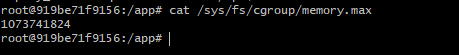 root@919be71f9156:/app# cat /sys/fs/cgroup/memory.max
1073741824
root@919be71f9156:/app#